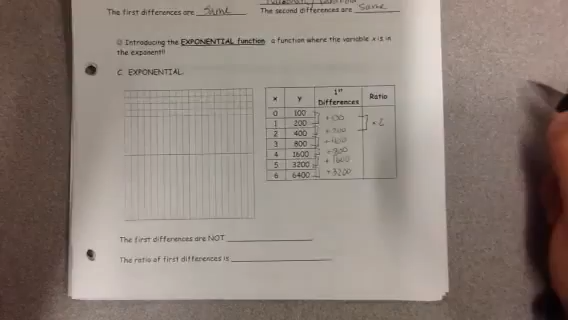 The first differences are same
The second differences are same
☺ Introducing the EXPONENTIAL function: a function where the variable x is in
the exponent!!
C. EXPONENTIAL:
x y 1st Differences Ratio
0 100
+100
1 200
+200
× 2
2 400
+400
3 800
+800
4 1600
+1600
5 3200
+3200
6 6400
The first differences are NOT
The ratio of first differences is